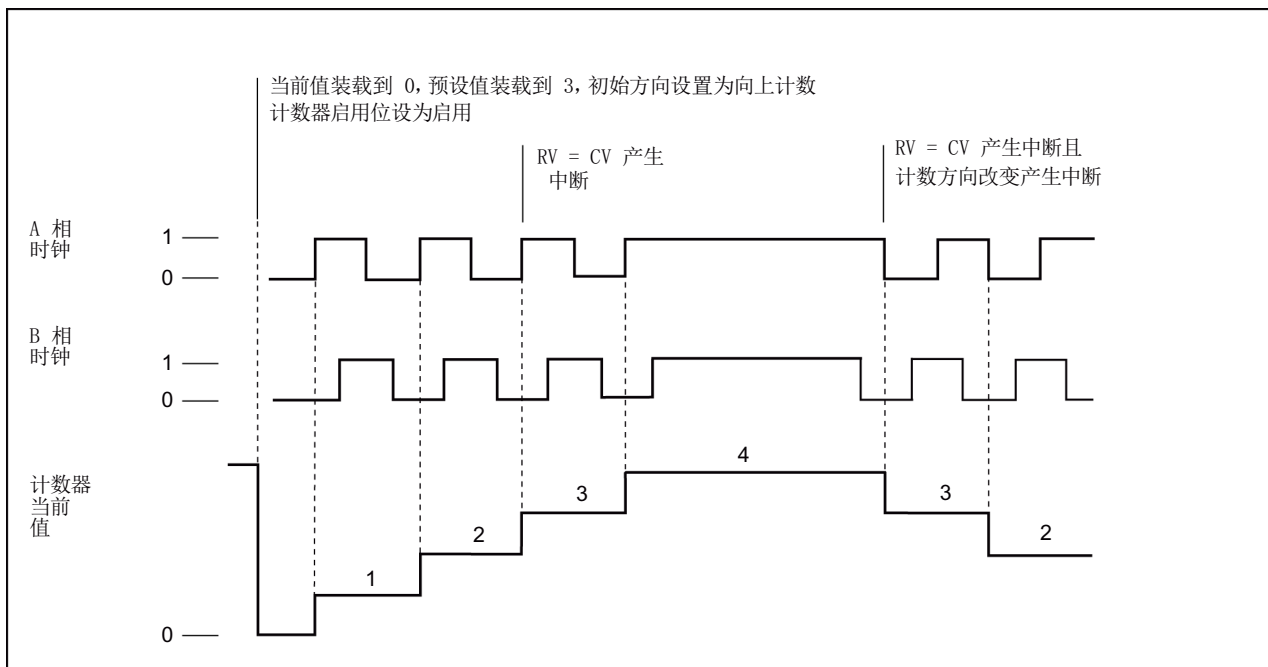 当前值装载到 0, 预设值装载到 3, 初始方向设置为向上计数
计数器启用位设为启用
RV = CV 产生
中断
RV = CV 产生中断且
计数方向改变产生中断
A 相
时钟
1
0
B 相
时钟
1
0
计数器
当前
值
0
1
2
3
4
3
2